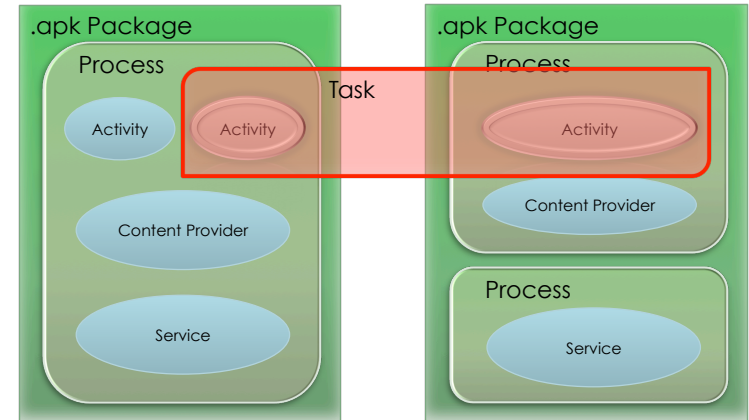 .apk Package
Process
Activity
Activity
Content Provider
Service
Task
.apk Package
Process
Activity
Content Provider
Process
Service